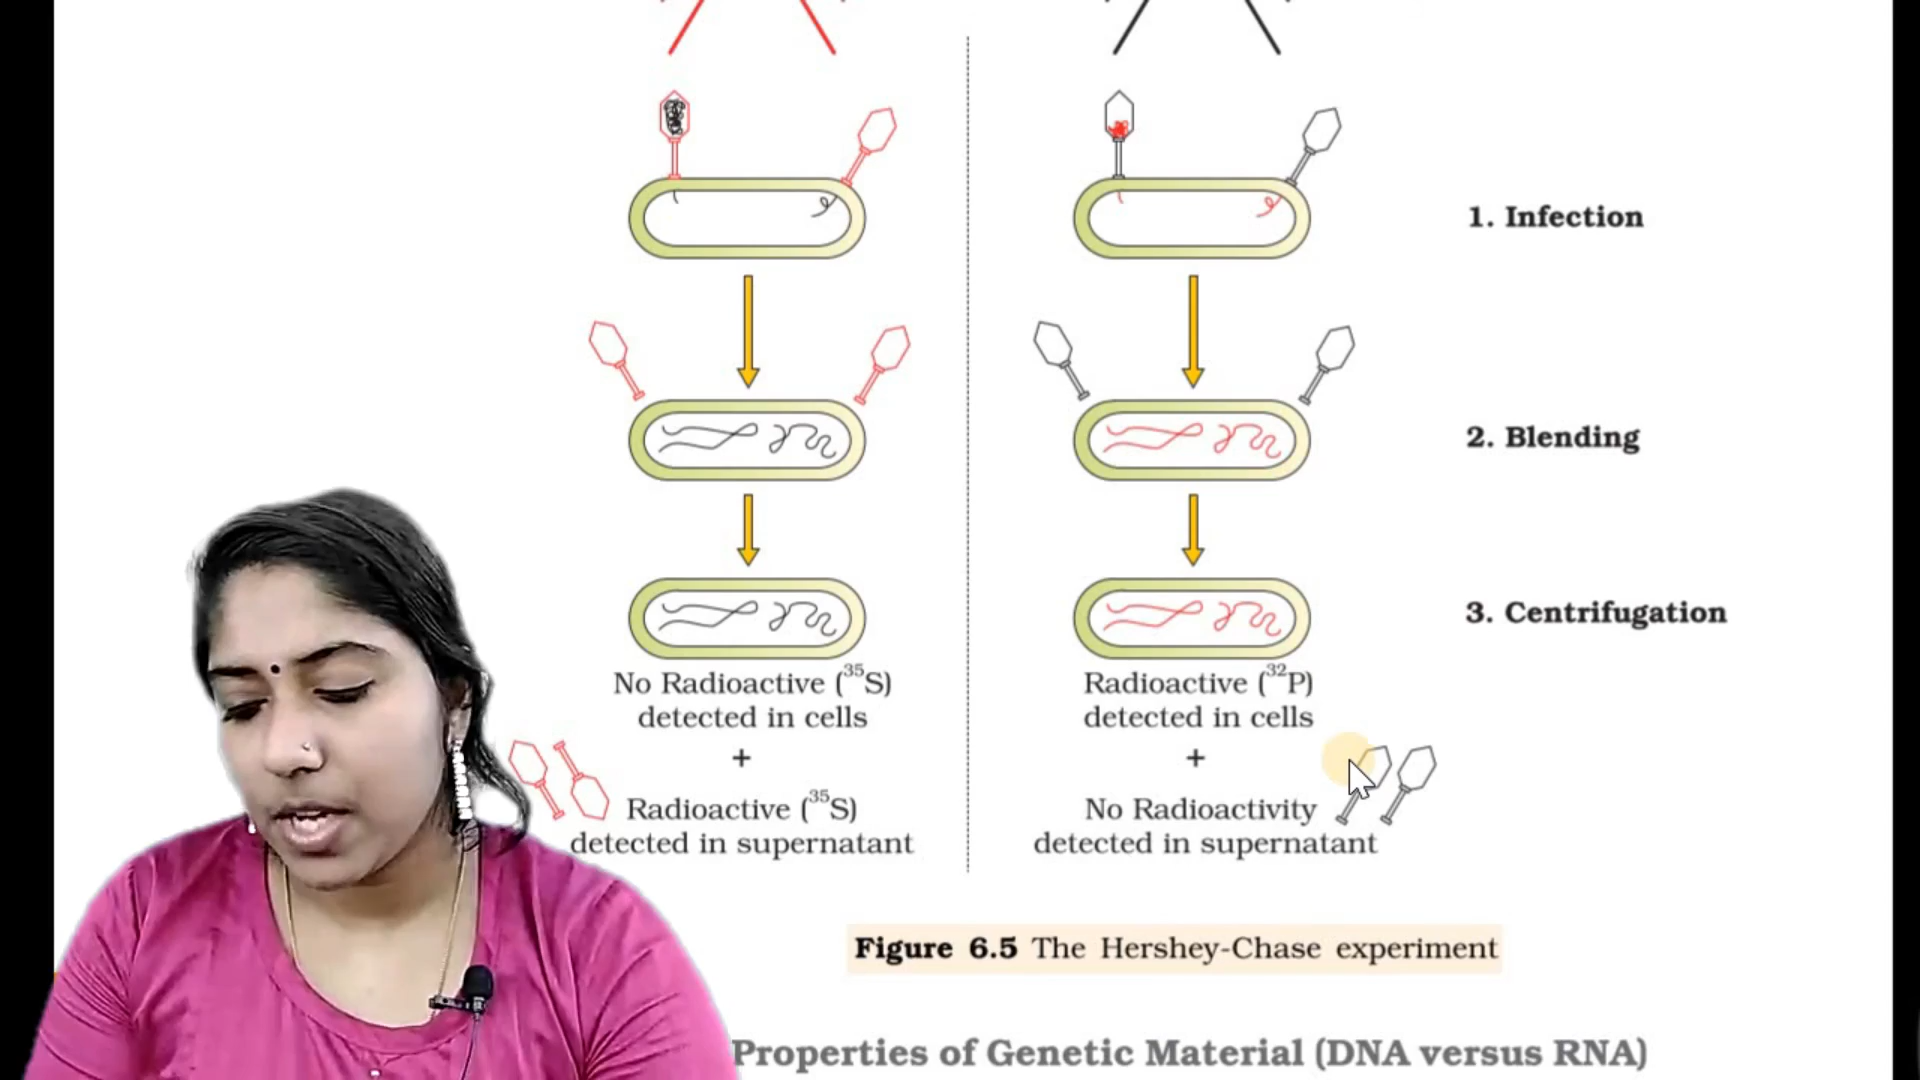 1. Infection
2. Blending
3. Centrifugation
No Radioactive (³⁵S)
detected in cells
+
Radioactive (³⁵S)
detected in supernatant
Radioactive (³²P)
detected in cells
+
No Radioactivity
detected in supernatant
Figure 6.5 The Hershey-Chase experiment
Properties of Genetic Material (DNA versus RNA)